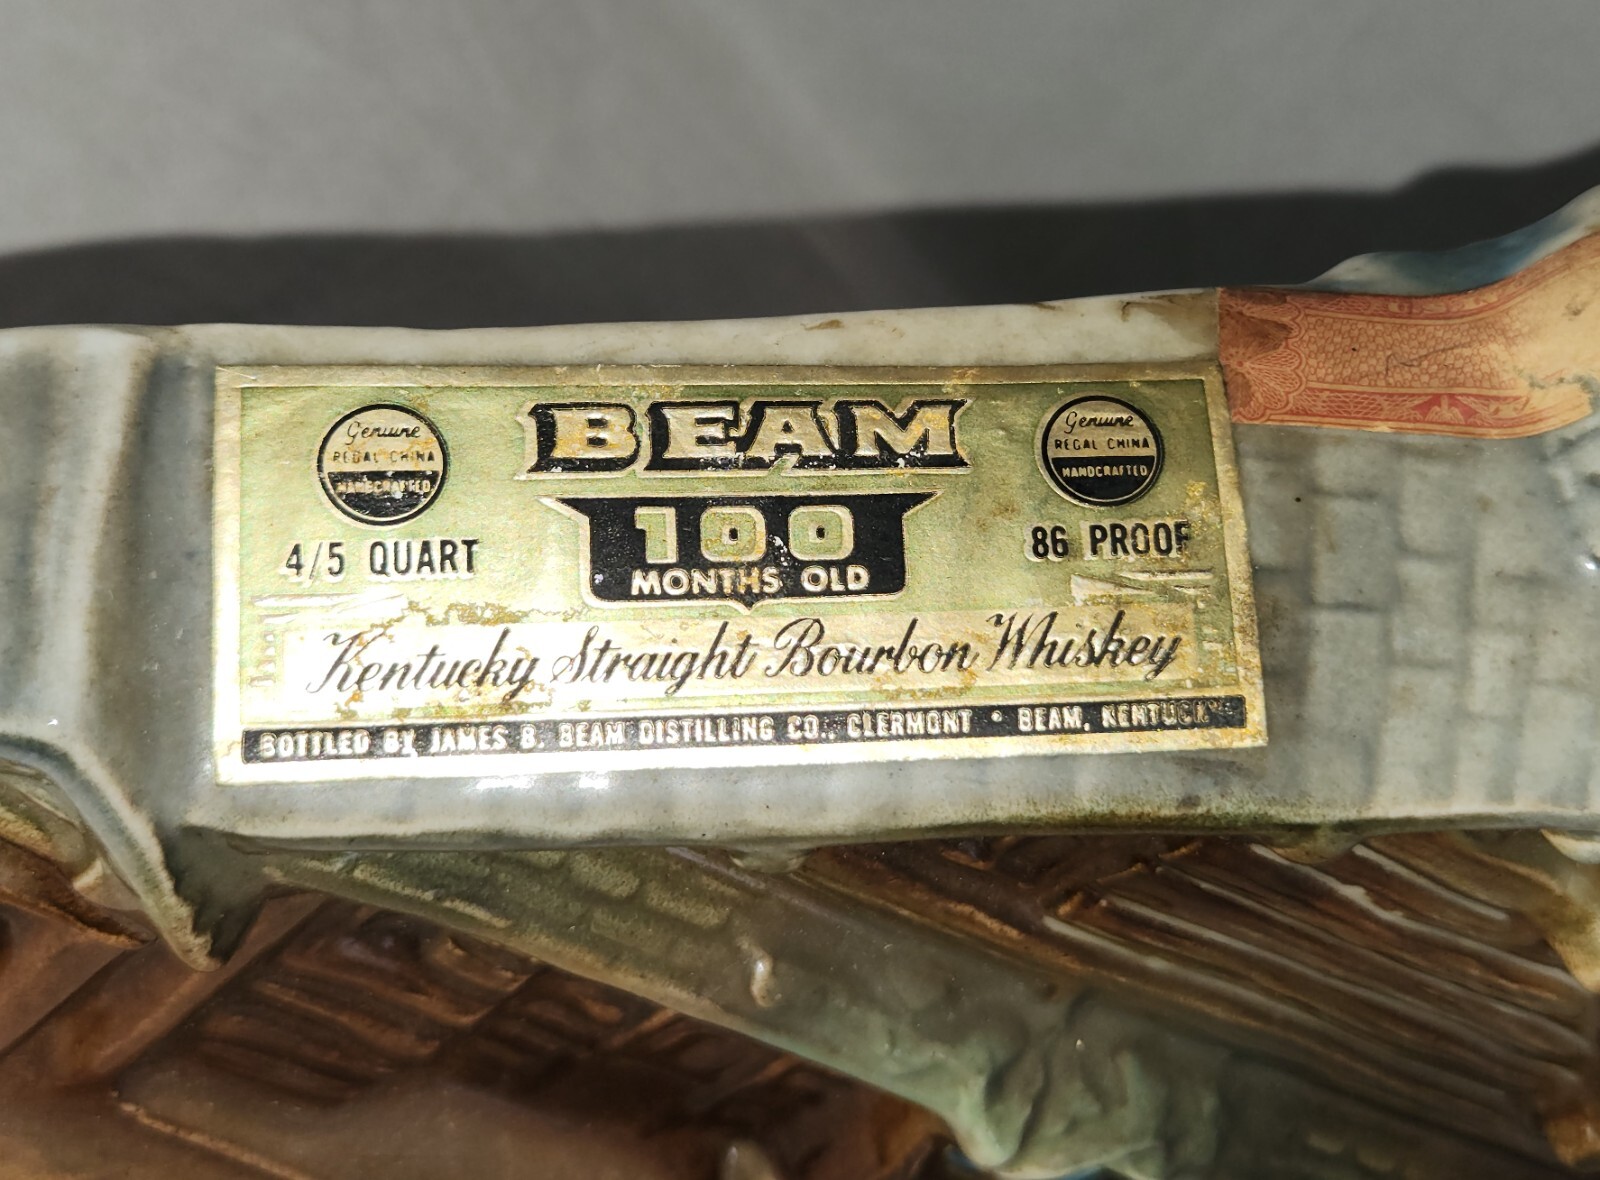 BEAM
Genuine
REGAL CHINA
HANDCRAFTED
Genuine
REGAL CHINA
HANDCRAFTED
4/5 QUART
100
MONTHS OLD
86 PROOF
Kentucky Straight Bourbon Whiskey
BOTTLED BY JAMES B. BEAM DISTILLING CO., CLERMONT • BEAM, KENTUCKY